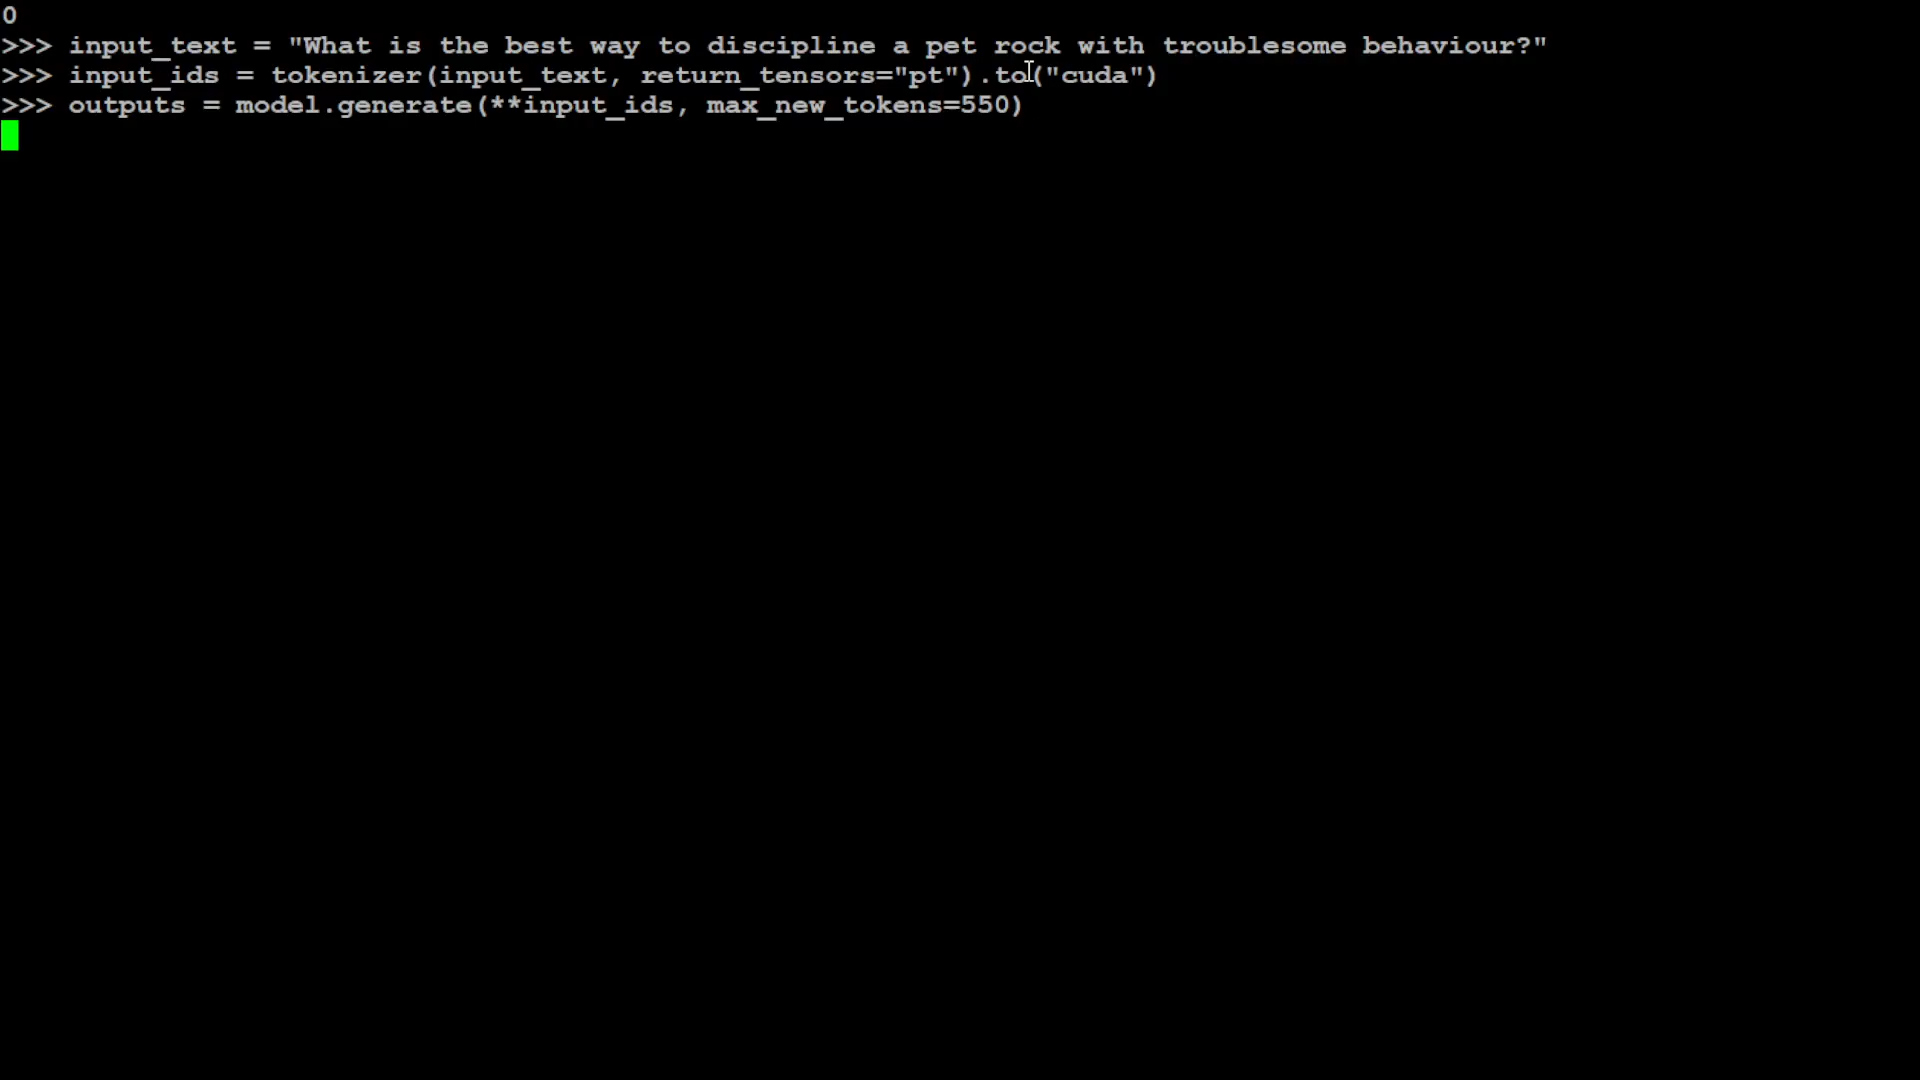 0
>>> input_text = "What is the best way to discipline a pet rock with troublesome behaviour?"
>>> input_ids = tokenizer(input_text, return_tensors="pt").to("cuda")
>>> outputs = model.generate(**input_ids, max_new_tokens=550)